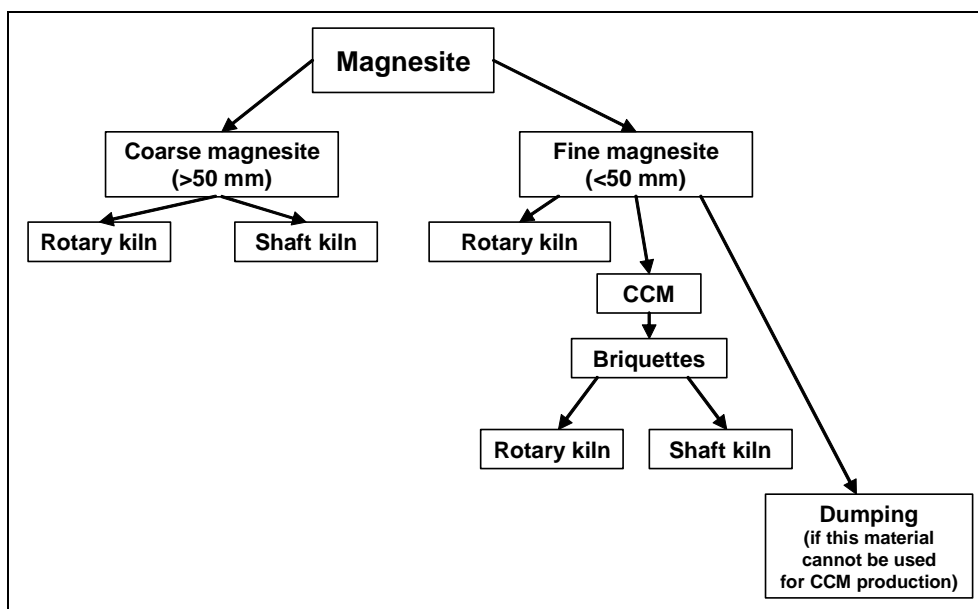 Magnesite
Coarse magnesite
(>50 mm)
Fine magnesite
(<50 mm)
Rotary kiln
Shaft kiln
Rotary kiln
CCM
Briquettes
Rotary kiln
Shaft kiln
Dumping
(if this material
cannot be used
for CCM production)